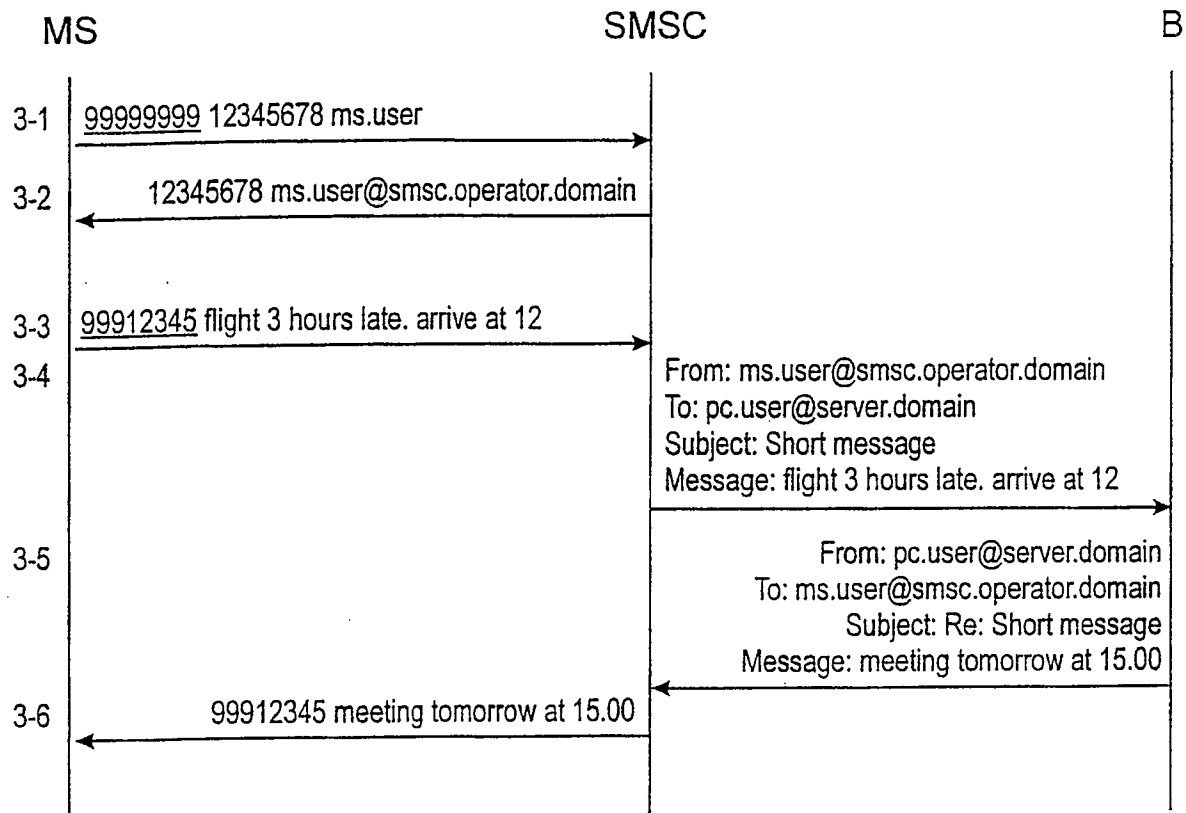 MS SMSC B
3-1 99999999 12345678 ms.user
3-2 12345678 ms.user@smsc.operator.domain
3-3 99912345 flight 3 hours late. arrive at 12
3-4 From: ms.user@smsc.operator.domain
To: pc.user@server.domain
Subject: Short message
Message: flight 3 hours late. arrive at 12
3-5 From: pc.user@server.domain
To: ms.user@smsc.operator.domain
Subject: Re: Short message
Message: meeting tomorrow at 15.00
3-6 99912345 meeting tomorrow at 15.00